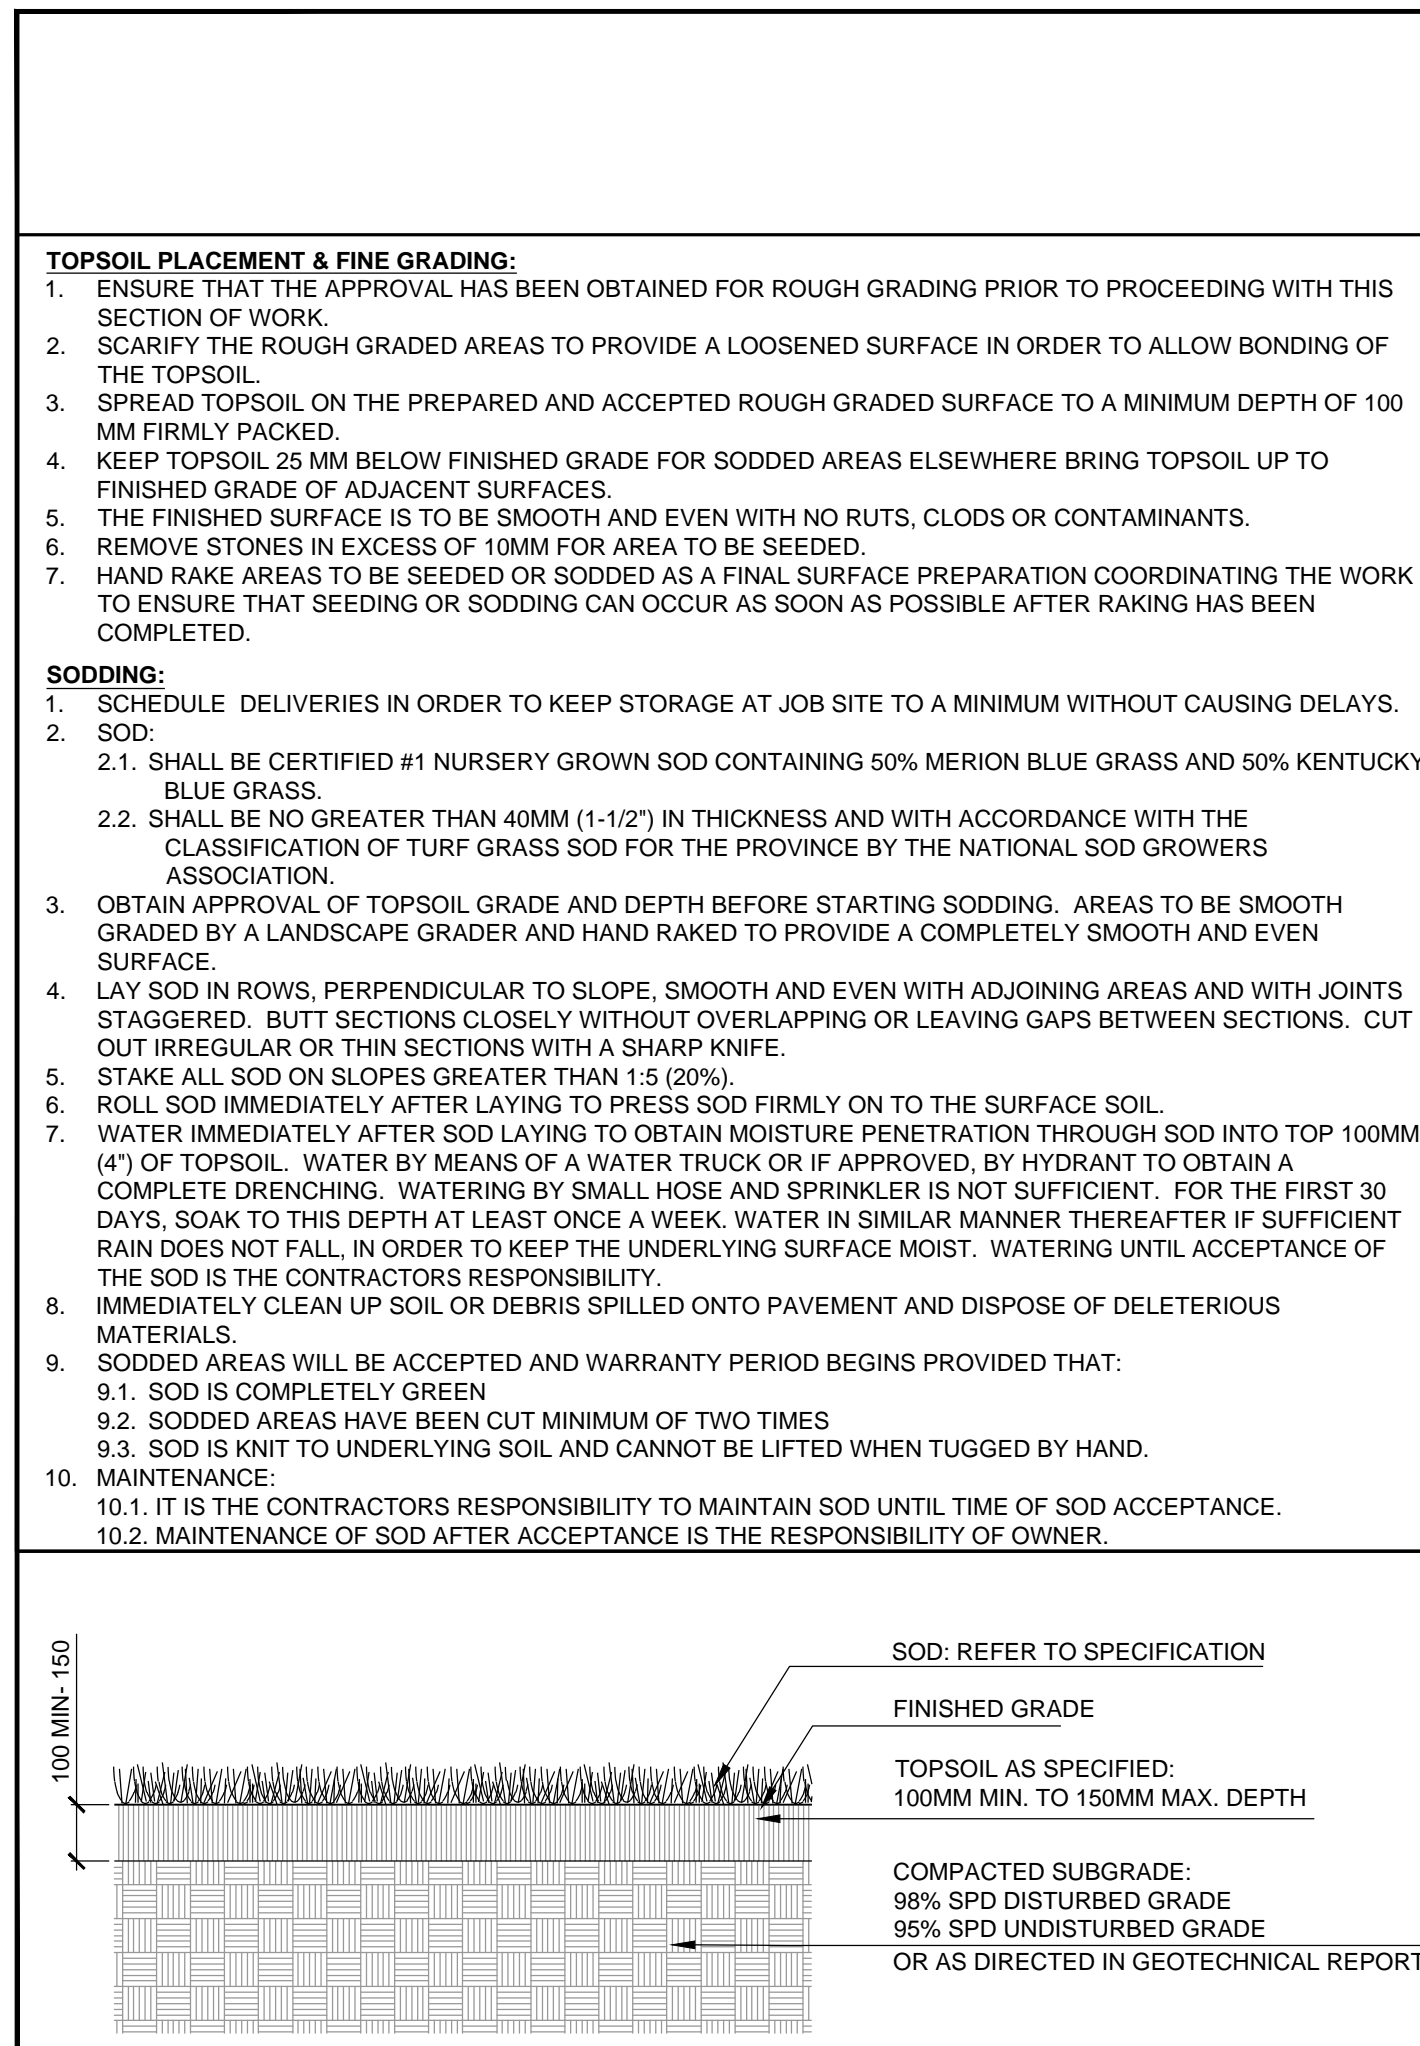 TOPSOIL PLACEMENT & FINE GRADING:
1. ENSURE THAT THE APPROVAL HAS BEEN OBTAINED FOR ROUGH GRADING PRIOR TO PROCEEDING WITH THIS
SECTION OF WORK.
2. SCARIFY THE ROUGH GRADED AREAS TO PROVIDE A LOOSENED SURFACE IN ORDER TO ALLOW BONDING OF
THE TOPSOIL.
3. SPREAD TOPSOIL ON THE PREPARED AND ACCEPTED ROUGH GRADED SURFACE TO A MINIMUM DEPTH OF 100
MM FIRMLY PACKED.
4. KEEP TOPSOIL 25 MM BELOW FINISHED GRADE FOR SODDED AREAS ELSEWHERE BRING TOPSOIL UP TO
FINISHED GRADE OF ADJACENT SURFACES.
5. THE FINISHED SURFACE IS TO BE SMOOTH AND EVEN WITH NO RUTS, CLODS OR CONTAMINANTS.
6. REMOVE STONES IN EXCESS OF 10MM FOR AREA TO BE SEEDED.
7. HAND RAKE AREAS TO BE SEEDED OR SODDED AS A FINAL SURFACE PREPARATION COORDINATING THE WORK
TO ENSURE THAT SEEDING OR SODDING CAN OCCUR AS SOON AS POSSIBLE AFTER RAKING HAS BEEN
COMPLETED.
SODDING:
1. SCHEDULE DELIVERIES IN ORDER TO KEEP STORAGE AT JOB SITE TO A MINIMUM WITHOUT CAUSING DELAYS.
2. SOD:
2.1. SHALL BE CERTIFIED #1 NURSERY GROWN SOD CONTAINING 50% MERION BLUE GRASS AND 50% KENTUCKY
BLUE GRASS.
2.2. SHALL BE NO GREATER THAN 40MM (1-1/2") IN THICKNESS AND WITH ACCORDANCE WITH THE
CLASSIFICATION OF TURF GRASS SOD FOR THE PROVINCE BY THE NATIONAL SOD GROWERS
ASSOCIATION.
3. OBTAIN APPROVAL OF TOPSOIL GRADE AND DEPTH BEFORE STARTING SODDING. AREAS TO BE SMOOTH
GRADED BY A LANDSCAPE GRADER AND HAND RAKED TO PROVIDE A COMPLETELY SMOOTH AND EVEN
SURFACE.
4. LAY SOD IN ROWS, PERPENDICULAR TO SLOPE, SMOOTH AND EVEN WITH ADJOINING AREAS AND WITH JOINTS
STAGGERED. BUTT SECTIONS CLOSELY WITHOUT OVERLAPPING OR LEAVING GAPS BETWEEN SECTIONS. CUT
OUT IRREGULAR OR THIN SECTIONS WITH A SHARP KNIFE.
5. STAKE ALL SOD ON SLOPES GREATER THAN 1:5 (20%).
6. ROLL SOD IMMEDIATELY AFTER LAYING TO PRESS SOD FIRMLY ON TO THE SURFACE SOIL.
7. WATER IMMEDIATELY AFTER SOD LAYING TO OBTAIN MOISTURE PENETRATION THROUGH SOD INTO TOP 100MM
(4") OF TOPSOIL. WATER BY MEANS OF A WATER TRUCK OR IF APPROVED, BY HYDRANT TO OBTAIN A
COMPLETE DRENCHING. WATERING BY SMALL HOSE AND SPRINKLER IS NOT SUFFICIENT. FOR THE FIRST 30
DAYS, SOAK TO THIS DEPTH AT LEAST ONCE A WEEK. WATER IN SIMILAR MANNER THEREAFTER IF SUFFICIENT
RAIN DOES NOT FALL, IN ORDER TO KEEP THE UNDERLYING SURFACE MOIST. WATERING UNTIL ACCEPTANCE OF
THE SOD IS THE CONTRACTORS RESPONSIBILITY.
8. IMMEDIATELY CLEAN UP SOIL OR DEBRIS SPILLED ONTO PAVEMENT AND DISPOSE OF DELETERIOUS
MATERIALS.
9. SODDED AREAS WILL BE ACCEPTED AND WARRANTY PERIOD BEGINS PROVIDED THAT:
9.1. SOD IS COMPLETELY GREEN
9.2. SODDED AREAS HAVE BEEN CUT MINIMUM OF TWO TIMES
9.3. SOD IS KNIT TO UNDERLYING SOIL AND CANNOT BE LIFTED WHEN TUGGED BY HAND.
10. MAINTENANCE:
10.1. IT IS THE CONTRACTORS RESPONSIBILITY TO MAINTAIN SOD UNTIL TIME OF SOD ACCEPTANCE.
10.2. MAINTENANCE OF SOD AFTER ACCEPTANCE IS THE RESPONSIBILITY OF OWNER.
100 MIN- 150
SOD: REFER TO SPECIFICATION
FINISHED GRADE
TOPSOIL AS SPECIFIED:
100MM MIN. TO 150MM MAX. DEPTH
COMPACTED SUBGRADE:
98% SPD DISTURBED GRADE
95% SPD UNDISTURBED GRADE
OR AS DIRECTED IN GEOTECHNICAL REPORT